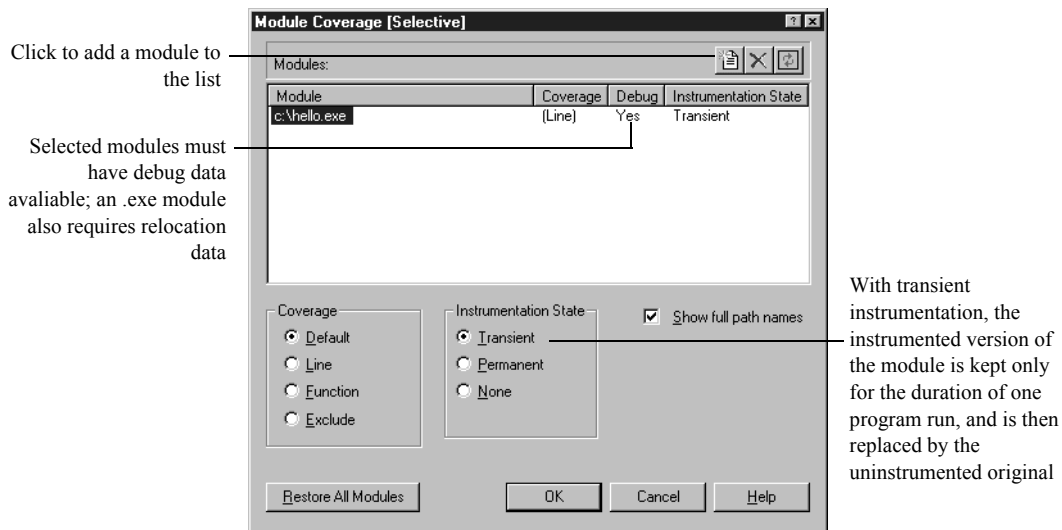 Module Coverage [Selective]
Click to add a module to
the list
Modules:
Module Coverage Debug Instrumentation State
c:\hello.exe (Line) Yes Transient
Selected modules must
have debug data
avaliable; an .exe module
also requires relocation
data
Coverage
Default
Line
Function
Exclude
Instrumentation State
Transient
Permanent
None
Show full path names
With transient
instrumentation, the
instrumented version of
the module is kept only
for the duration of one
program run, and is then
replaced by the
uninstrumented original
Restore All Modules OK Cancel Help